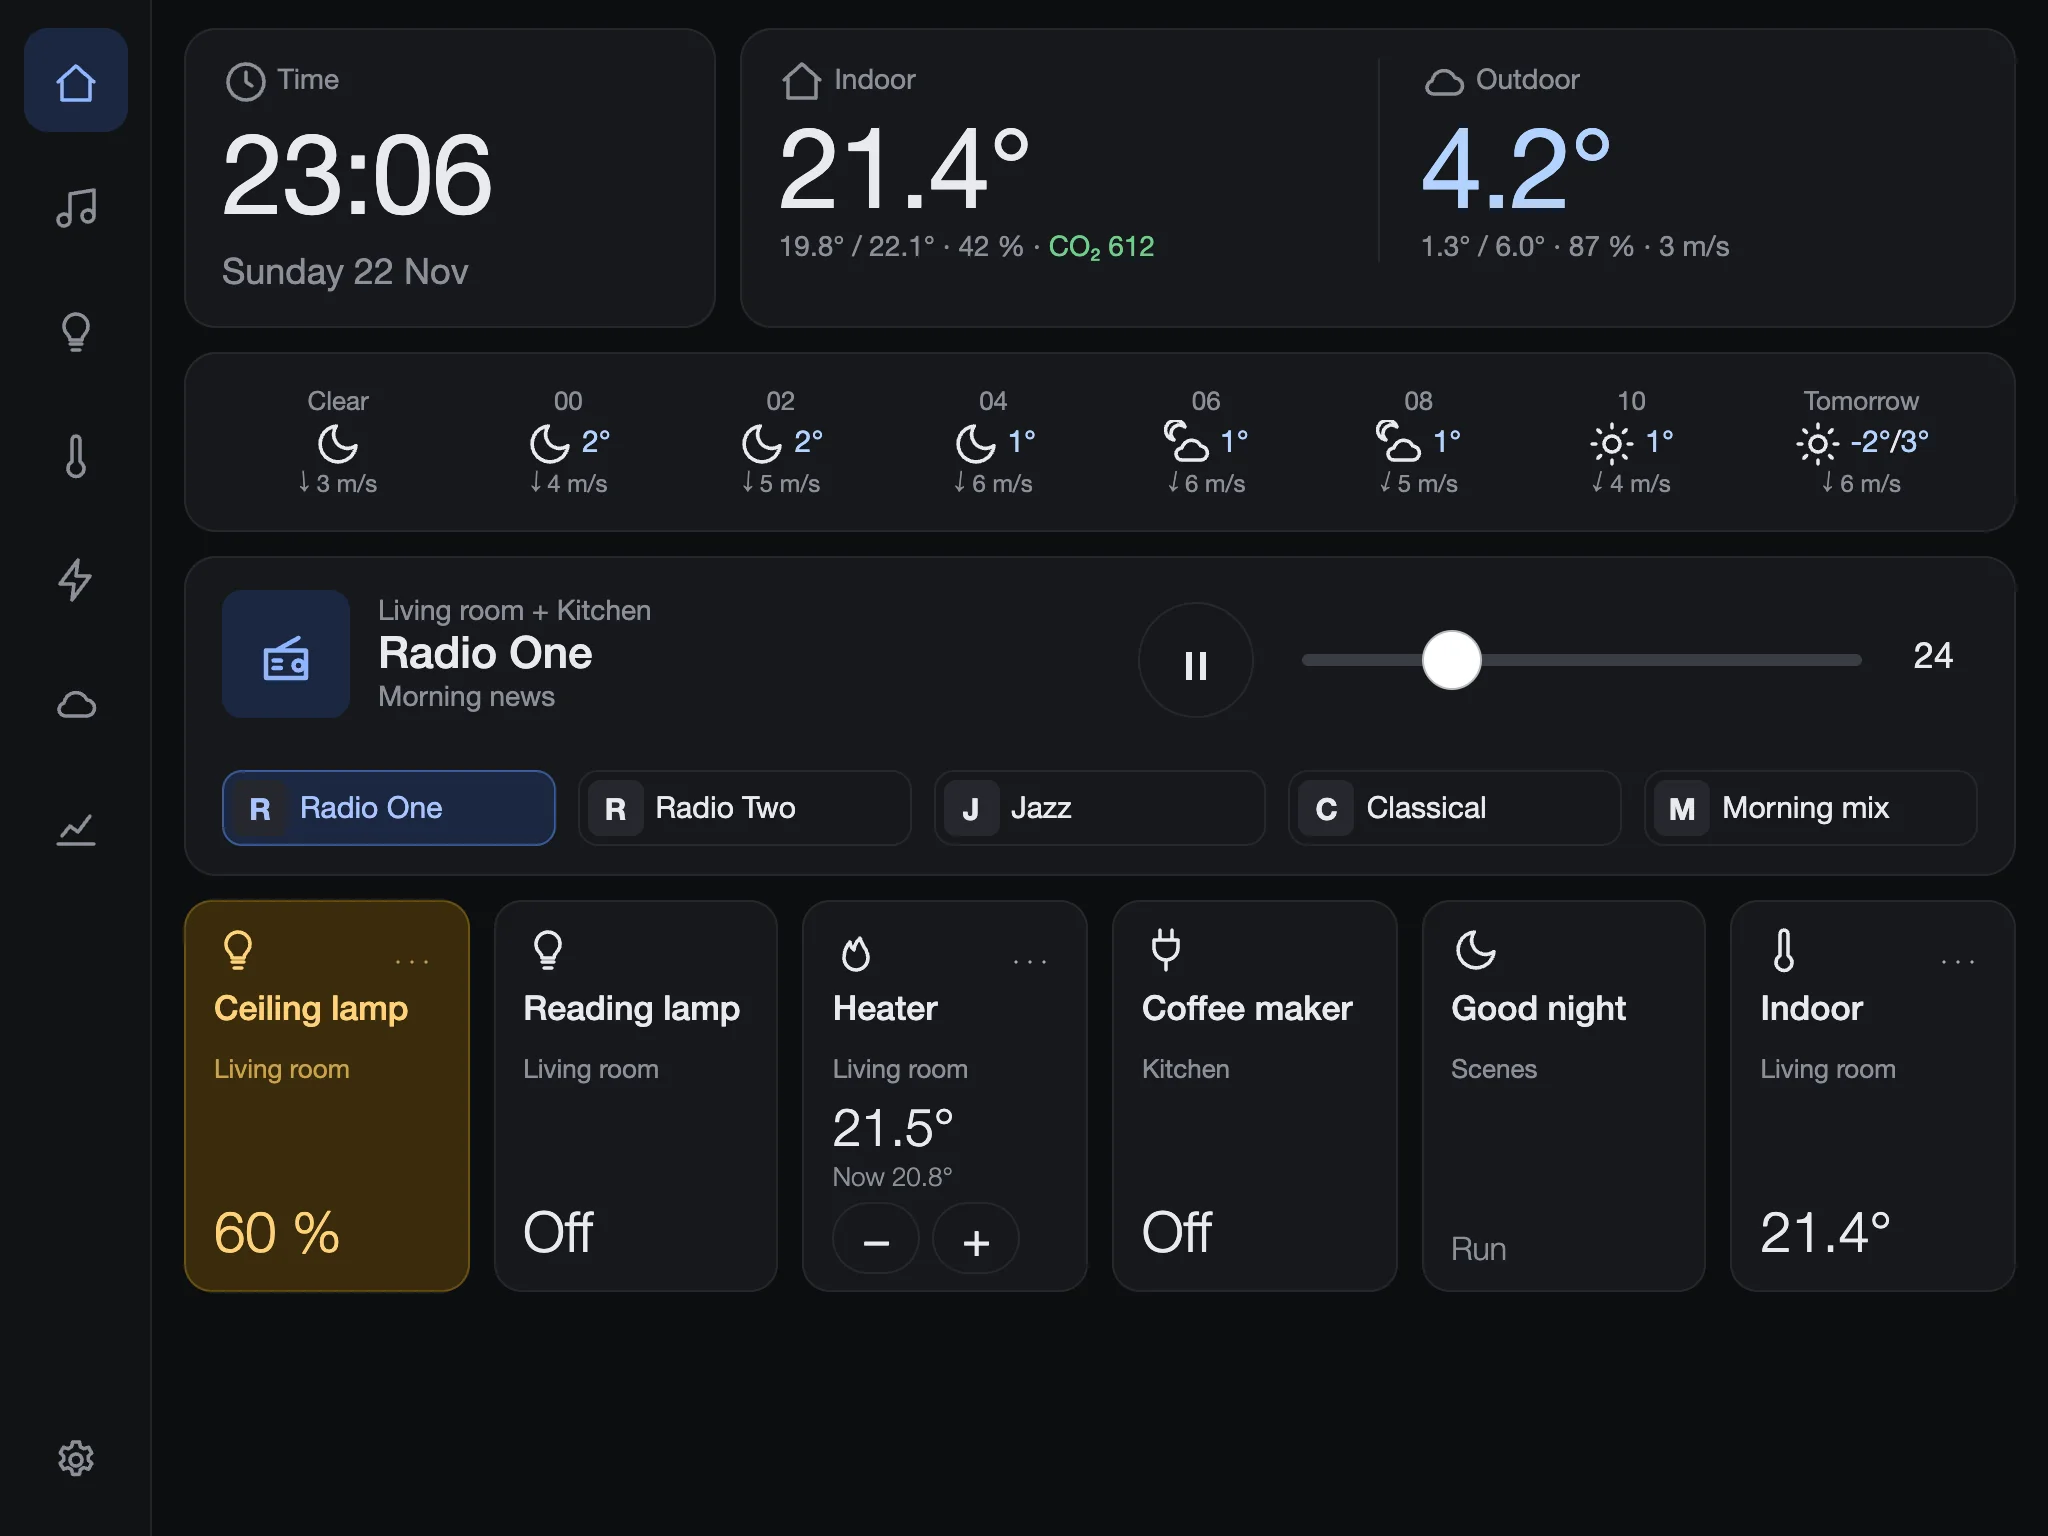 Time
23:06
Sunday 22 Nov
Indoor
21.4°
19.8° / 22.1° · 42 % · CO₂ 612
Outdoor
4.2°
1.3° / 6.0° · 87 % · 3 m/s
Clear
↓ 3 m/s
00
2°
↓ 4 m/s
02
2°
↓ 5 m/s
04
1°
↓ 6 m/s
06
1°
↓ 6 m/s
08
1°
↓ 5 m/s
10
1°
↓ 4 m/s
Tomorrow
-2°/3°
↓ 6 m/s
Living room + Kitchen
Radio One
Morning news
24
R Radio One
R Radio Two
J Jazz
C Classical
M Morning mix
...
Ceiling lamp
Living room
60 %
Reading lamp
Living room
Off
...
Heater
Living room
21.5°
Now 20.8°
− +
Coffee maker
Kitchen
Off
Good night
Scenes
Run
...
Indoor
Living room
21.4°